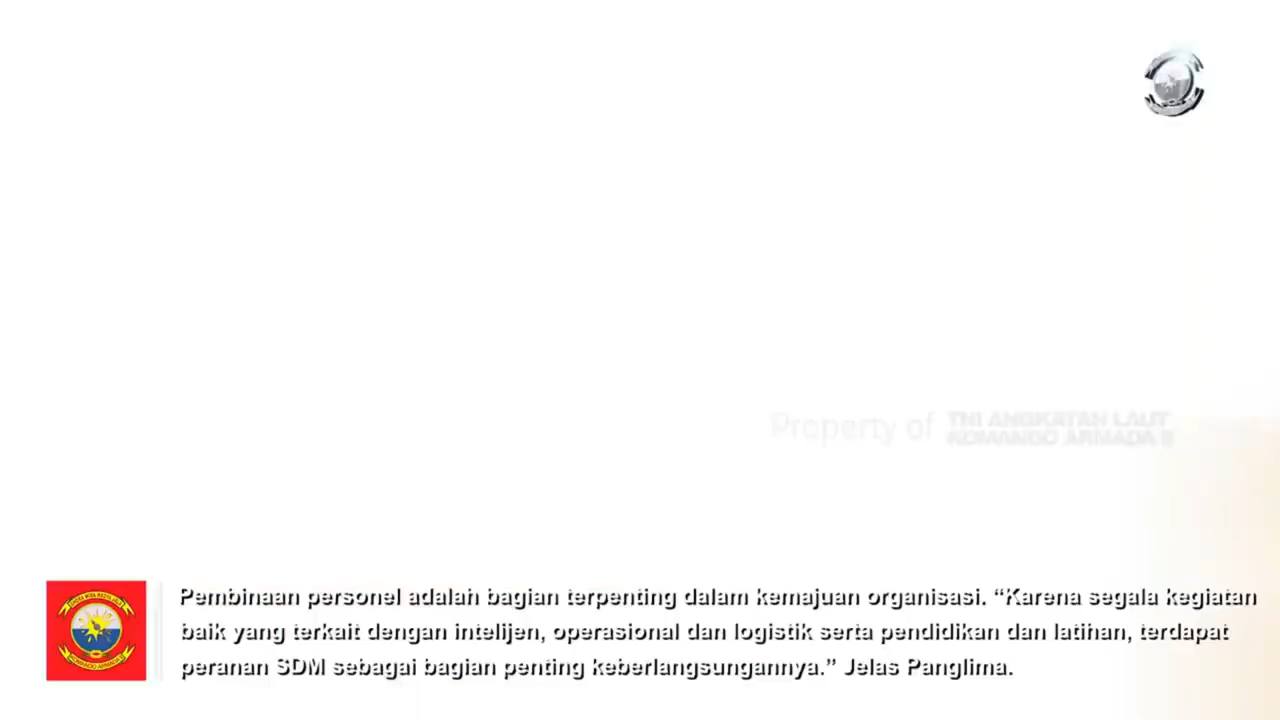 Property of TNI ANGKATAN LAUT
KOMANDO ARMADA II
Pembinaan personel adalah bagian terpenting dalam kemajuan organisasi. “Karena segala kegiatan
baik yang terkait dengan intelijen, operasional dan logistik serta pendidikan dan latihan, terdapat
peranan SDM sebagai bagian penting keberlangsungannya.” Jelas Panglima.